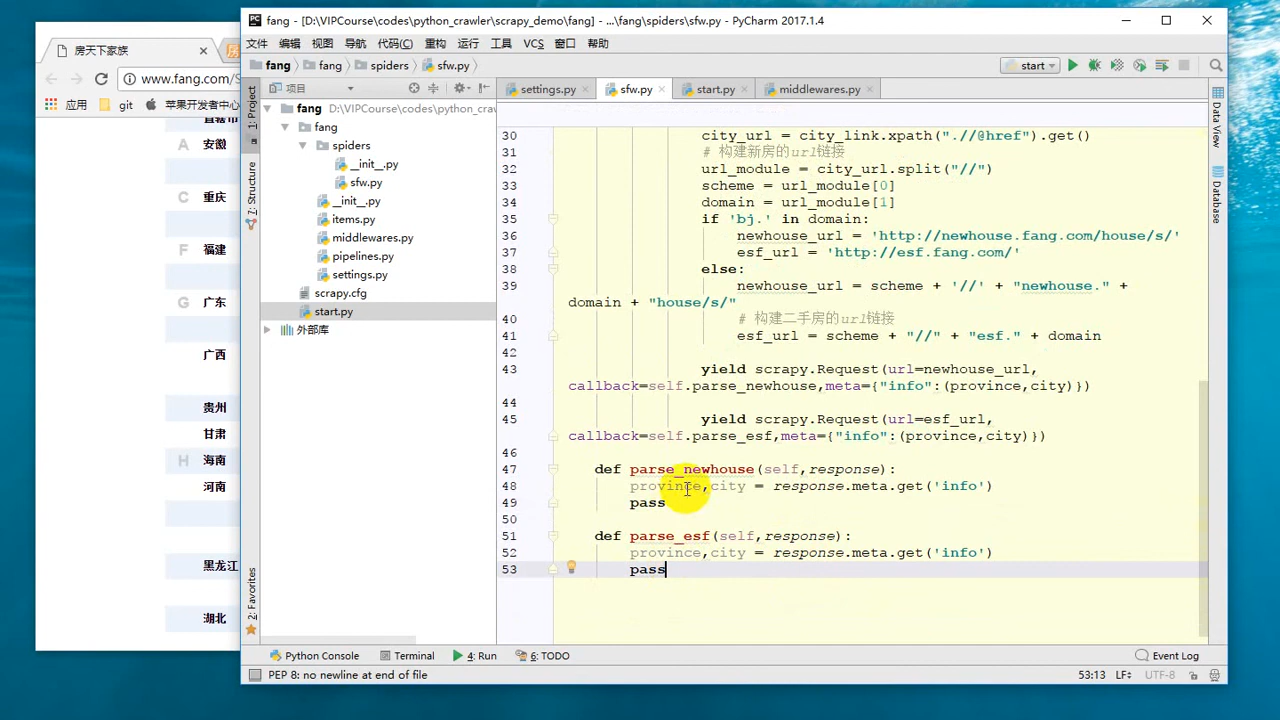 fang - [D:\VIPCourse\codes\python_crawler\scrapy_demo\fang] - ...\fang\spiders\sfw.py - PyCharm 2017.1.4
文件 编辑 视图 导航 代码(C) 重构 运行 工具 VCS 窗口 帮助
fang fang spiders sfw.py
start
房天下家族
www.fang.com/S
应用 git 苹果开发者中心
A 安徽
C 重庆
F 福建
G 广东
广西
贵州
甘肃
H 海南
河南
黑龙江
湖北
1: Project
7: Structure
2: Favorites
项目
fang D:\VIPCourse\codes\python_craw
fang
spiders
__init__.py
sfw.py
__init__.py
items.py
middlewares.py
pipelines.py
settings.py
scrapy.cfg
start.py
外部库
settings.py sfw.py start.py middlewares.py
30 city_url = city_link.xpath(".//@href").get()
31 # 构建新房的url链接
32 url_module = city_url.split("//")
33 scheme = url_module[0]
34 domain = url_module[1]
35 if 'bj.' in domain:
36 newhouse_url = 'http://newhouse.fang.com/house/s/'
37 esf_url = 'http://esf.fang.com/'
38 else:
39 newhouse_url = scheme + '//' + "newhouse." +
domain + "house/s/"
40 # 构建二手房的url链接
41 esf_url = scheme + "//" + "esf." + domain
42
43 yield scrapy.Request(url=newhouse_url,
callback=self.parse_newhouse,meta={"info":(province,city)})
44
45 yield scrapy.Request(url=esf_url,
callback=self.parse_esf,meta={"info":(province,city)})
46
47 def parse_newhouse(self,response):
48 province,city = response.meta.get('info')
49 pass
50
51 def parse_esf(self,response):
52 province,city = response.meta.get('info')
53 pass
Data View
Database
Python Console Terminal 4: Run 6: TODO Event Log
PEP 8: no newline at end of file 53:13 LF UTF-8